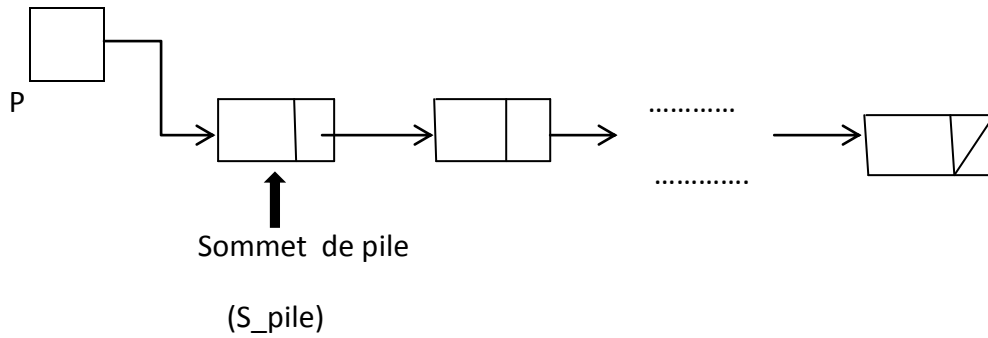 P
…………
………….
Sommet de pile
(S_pile)